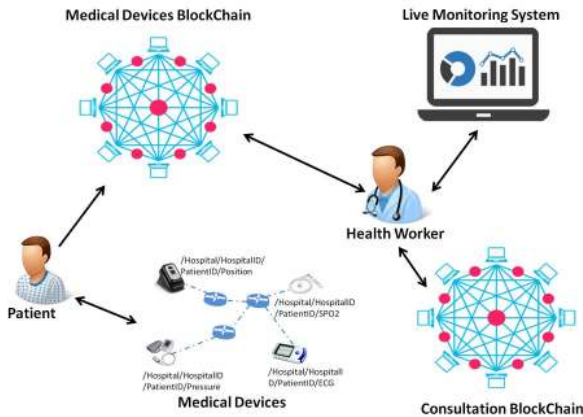 Medical Devices BlockChain
Live Monitoring System
Health Worker
Patient
/Hospital/HospitalID/
PatientID/Position
/Hospital/HospitalID
/PatientID/SPO2
/Hospital/HospitalID
/PatientID/Pressure
/Hospital/HospitalI
D/PatientID/ECG
Medical Devices
Consultation BlockChain